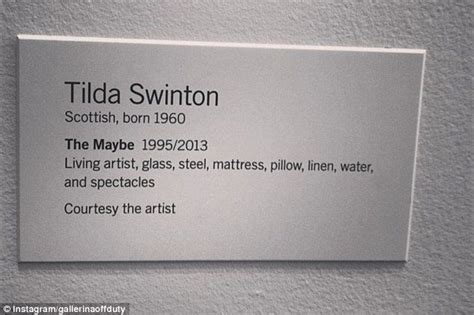 Tilda Swinton
Scottish, born 1960
The Maybe 1995/2013
Living artist, glass, steel, mattress, pillow, linen, water,
and spectacles
Courtesy the artist
© Instagram/gallerinaoffduty